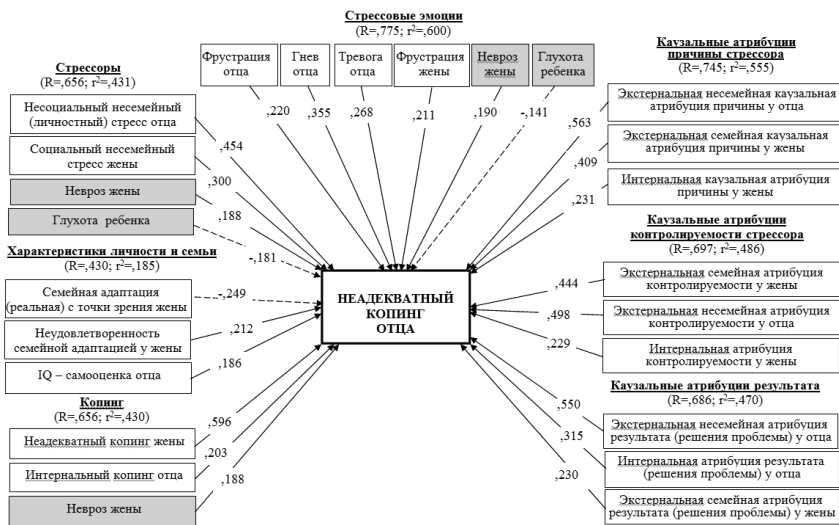 Стрессовые эмоции
(R=,775; r²=,600)
Фрустрация
отца
Гнев
отца
Тревога
отца
Фрустрация
жены
Невроз
жены
Глухота
ребенка
,220
,355
,268
,211
,190
-,141
Стрессоры
(R=,656; r²=,431)
Несоциальный несемейный
(личностный) стресс отца
Социальный несемейный
стресс жены
Невроз жены
Глухота ребенка
,454
,300
,188
-,181
Характеристики личности и семьи
(R=,430; r²=,185)
Семейная адаптация
(реальная) с точки зрения жены
Неудовлетворенность
семейной адаптацией у жены
IQ – самооценка отца
-,249
,212
,186
Копинг
(R=,656; r²=,430)
Неадекватный копинг жены
Интернальный копинг отца
Невроз жены
,596
,203
,188
НЕАДЕКВАТНЫЙ
КОПИНГ
ОТЦА
Каузальные атрибуции
причины стрессора
(R=,745; r²=,555)
Экстернальная несемейная каузальная
атрибуция причины у отца
Экстернальная семейная каузальная
атрибуция причины у жены
Интернальная каузальная атрибуция
причины у жены
,563
,409
,231
Каузальные атрибуции
контролируемости стрессора
(R=,697; r²=,486)
Экстернальная семейная атрибуция
контролируемости у жены
Экстернальная несемейная атрибуция
контролируемости у отца
Интернальная атрибуция
контролируемости у жены
,444
,498
,229
Каузальные атрибуции результата
(R=,686; r²=,470)
Экстернальная несемейная атрибуция
результата (решения проблемы) у отца
Интернальная атрибуция результата
(решения проблемы) у отца
Экстернальная семейная атрибуция
результата (решения проблемы) у жены
,550
,315
,230